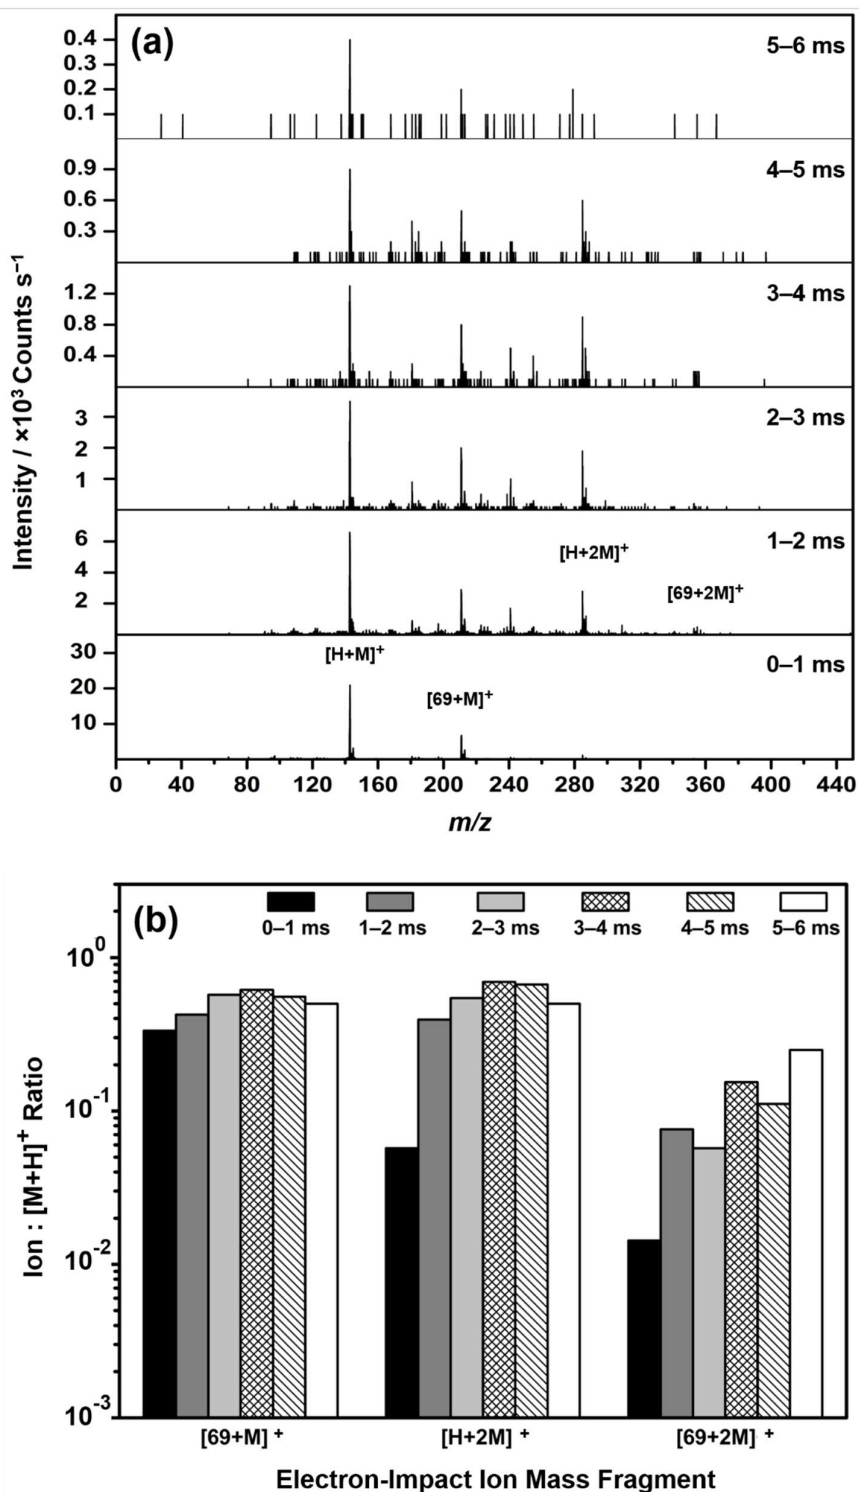 (a)
5–6 ms
0.4
0.3
0.2
0.1
4–5 ms
0.9
0.6
0.3
3–4 ms
1.2
0.8
0.4
2–3 ms
3
2
1
1–2 ms
6
4
2
[H+2M]⁺
[69+2M]⁺
0–1 ms
30
20
10
[H+M]⁺
[69+M]⁺
Intensity / ×10³ Counts s⁻¹
0 40 80 120 160 200 240 280 320 360 400 440
m/z
(b)
0–1 ms 1–2 ms 2–3 ms 3–4 ms 4–5 ms 5–6 ms
10⁰
10⁻¹
10⁻²
10⁻³
Ion : [M+H]⁺ Ratio
[69+M] ⁺ [H+2M] ⁺ [69+2M] ⁺
Electron-Impact Ion Mass Fragment